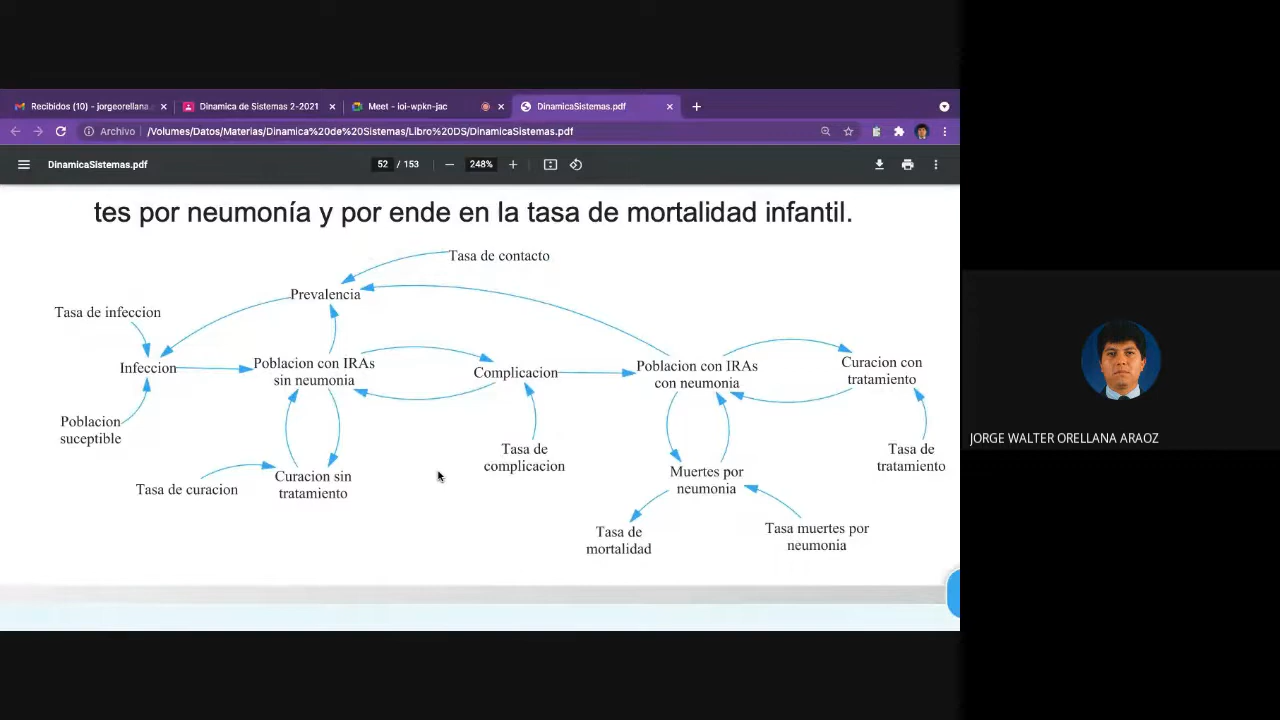 Recibidos (10) - jorgeorellana
Dinamica de Sistemas 2-2021
Meet - ioi-wpkn-jac
DinamicaSistemas.pdf
Archivo
/Volumes/Datos/Materias/Dinamica%20de%20Sistemas/Libro%20DS/DinamicaSistemas.pdf
DinamicaSistemas.pdf
52 / 153
248%
tes por neumonía y por ende en la tasa de mortalidad infantil.
Tasa de contacto
Prevalencia
Tasa de infeccion
Infeccion
Poblacion con IRAs
sin neumonia
Complicacion
Poblacion con IRAs
con neumonia
Curacion con
tratamiento
Poblacion
suceptible
Tasa de curacion
Curacion sin
tratamiento
Tasa de
complicacion
Muertes por
neumonia
Tasa de
tratamiento
Tasa de
mortalidad
Tasa muertes por
neumonia
JORGE WALTER ORELLANA ARAOZ